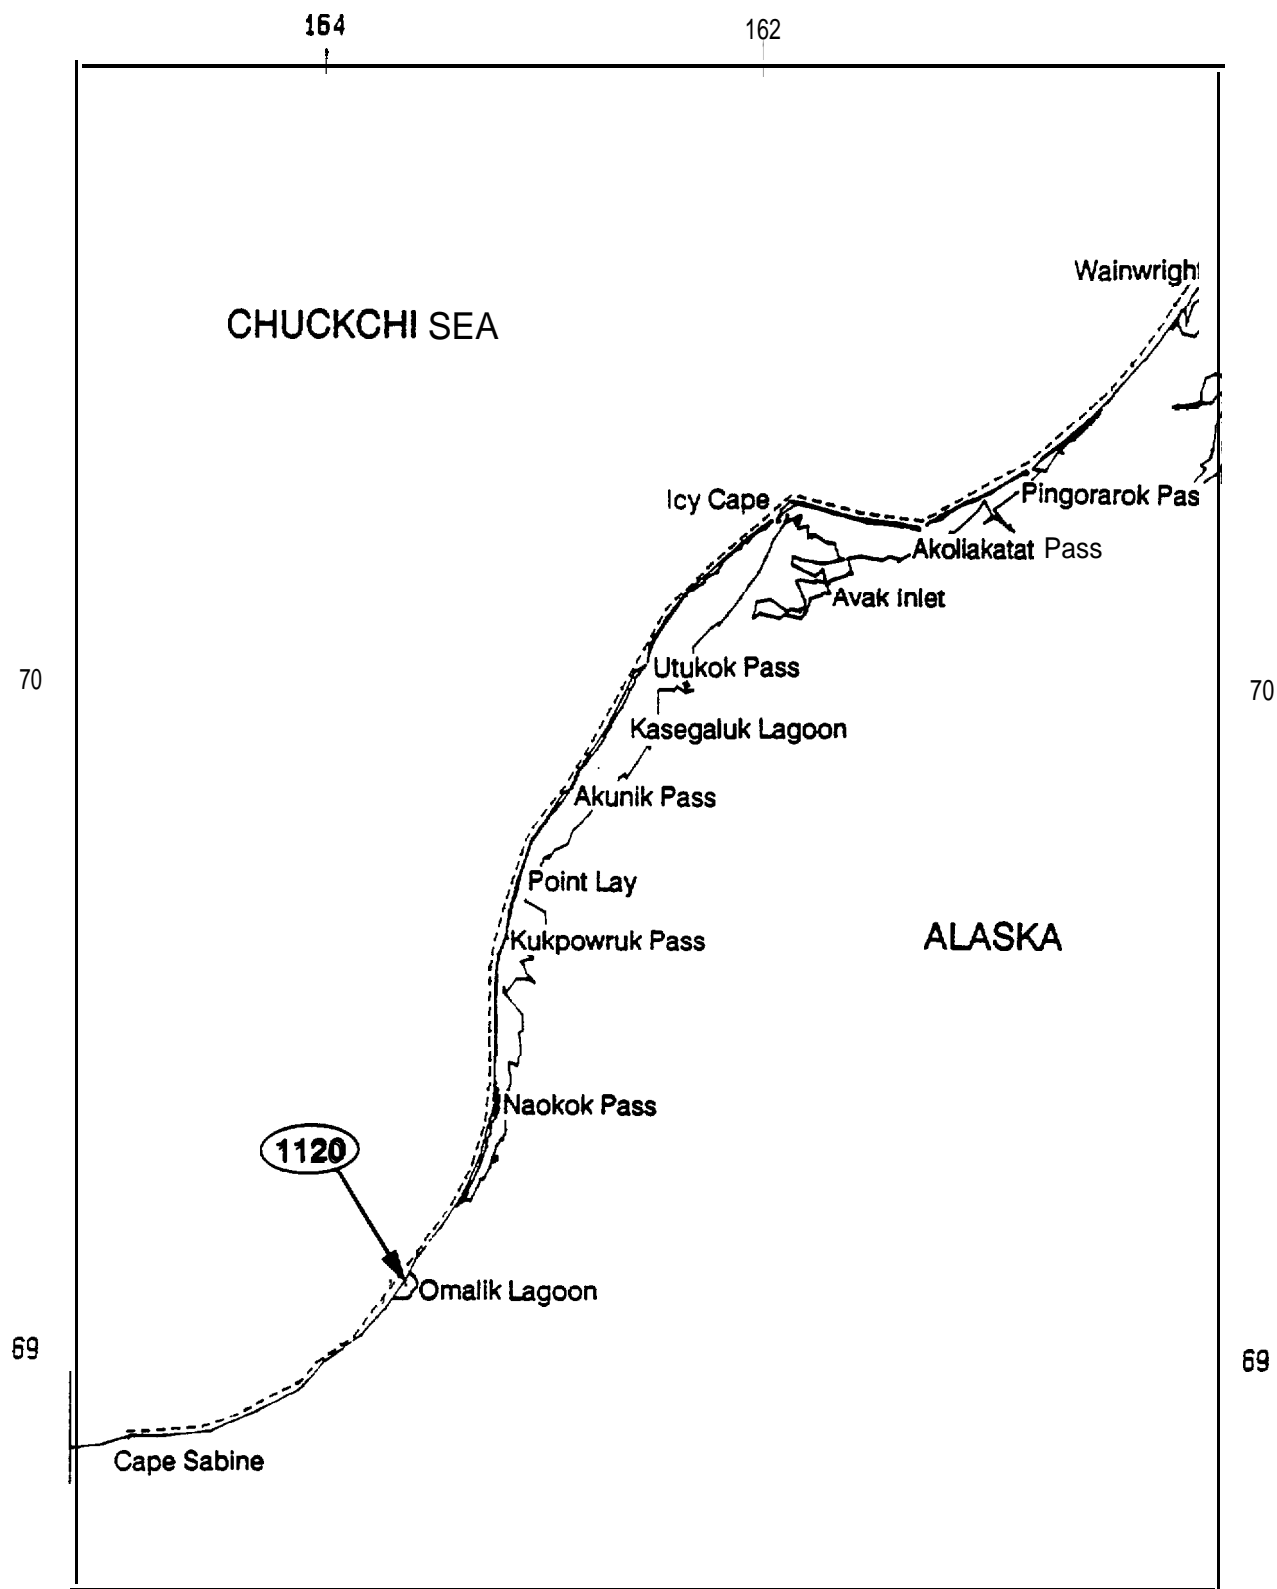 164
162
Wainwright
CHUCKCHI SEA
Icy Cape
Pingorarok Pas
Akoliakatat Pass
Avak Inlet
Utukok Pass
70
70
Kasegaluk Lagoon
Akunik Pass
Point Lay
ALASKA
Kukpowruk Pass
Naokok Pass
1120
Omalik Lagoon
69
69
Cape Sabine